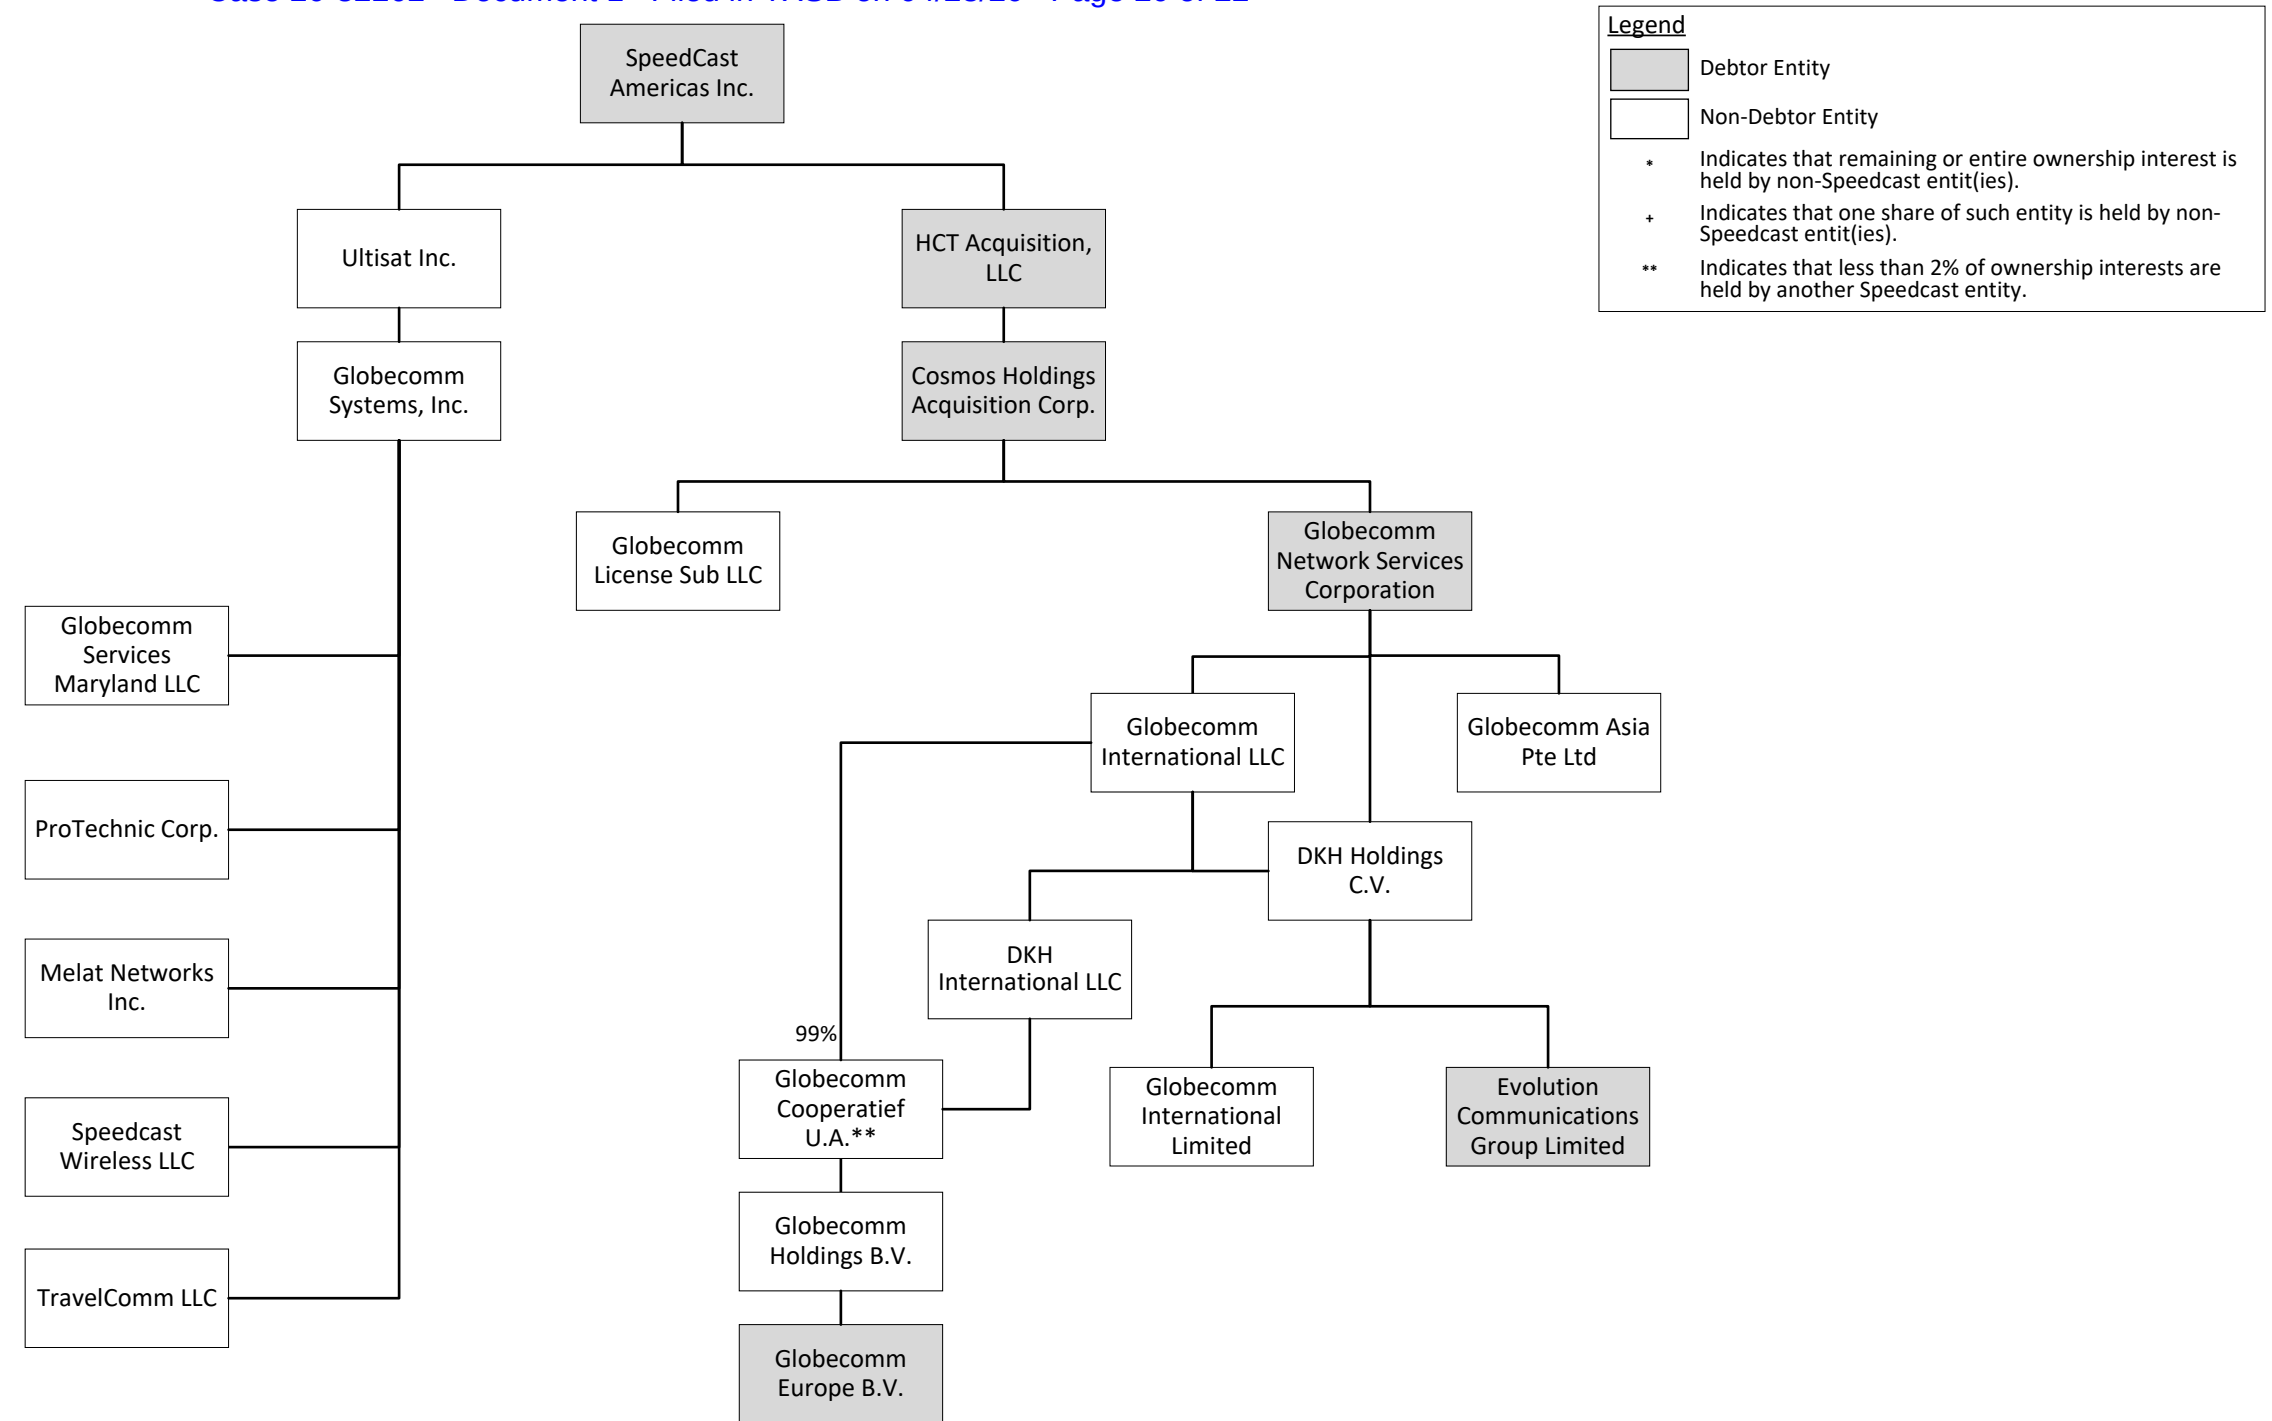 SpeedCast
Americas Inc.
Legend
Debtor Entity
Non-Debtor Entity
* Indicates that remaining or entire ownership interest is
held by non-Speedcast entit(ies).
+ Indicates that one share of such entity is held by non-
Speedcast entit(ies).
** Indicates that less than 2% of ownership interests are
held by another Speedcast entity.
Ultisat Inc.
HCT Acquisition,
LLC
Globecomm
Systems, Inc.
Cosmos Holdings
Acquisition Corp.
Globecomm
License Sub LLC
Globecomm
Network Services
Corporation
Globecomm
Services
Maryland LLC
Globecomm
International LLC
Globecomm Asia
Pte Ltd
ProTechnic Corp.
DKH Holdings
C.V.
Melat Networks
Inc.
DKH
International LLC
99%
Globecomm
Cooperatief
U.A.**
Globecomm
International
Limited
Evolution
Communications
Group Limited
Speedcast
Wireless LLC
Globecomm
Holdings B.V.
TravelComm LLC
Globecomm
Europe B.V.